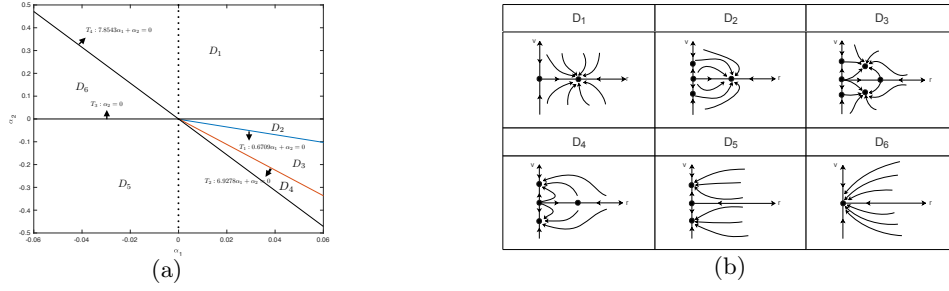 0.5
0.4
0.3
0.2
0.1
0
-0.1
-0.2
-0.3
-0.4
-0.5
-0.06
-0.04
-0.02
0
0.02
0.04
0.06
α₁
α₂
T₄ : 7.8543α₁ + α₂ = 0
D₁
D₆
T₃ : α₂ = 0
D₂
T₁ : 0.6709α₁ + α₂ = 0
D₃
T₂ : 6.9278α₁ + α₂ = 0
D₄
D₅
(a)
D₁ D₂ D₃
v r v r v r
D₄ D₅ D₆
v r v r v r
(b)